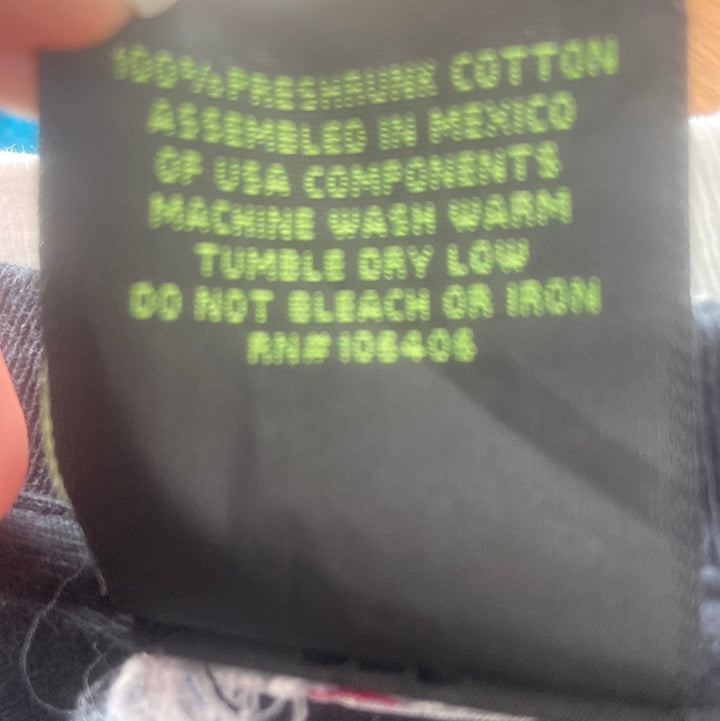 100% PRESHRUNK COTTON
ASSEMBLED IN MEXICO
OF USA COMPONENTS
MACHINE WASH WARM
TUMBLE DRY LOW
DO NOT BLEACH OR IRON
RN# 106406